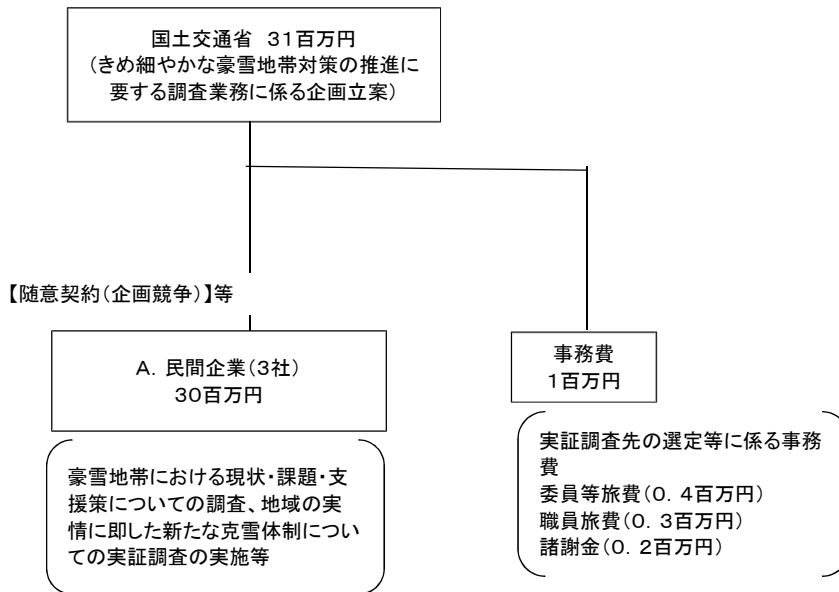 国土交通省 31百万円
(きめ細やかな豪雪地帯対策の推進に
要する調査業務に係る企画立案)
【随意契約(企画競争)】等
A. 民間企業(3社)
30百万円
事務費
1百万円
豪雪地帯における現状・課題・支
援策についての調査、地域の実
情に即した新たな克雪体制につい
ての実証調査の実施等
実証調査先の選定等に係る事務
費
委員等旅費(0. 4百万円)
職員旅費(0. 3百万円)
諸謝金(0. 2百万円)